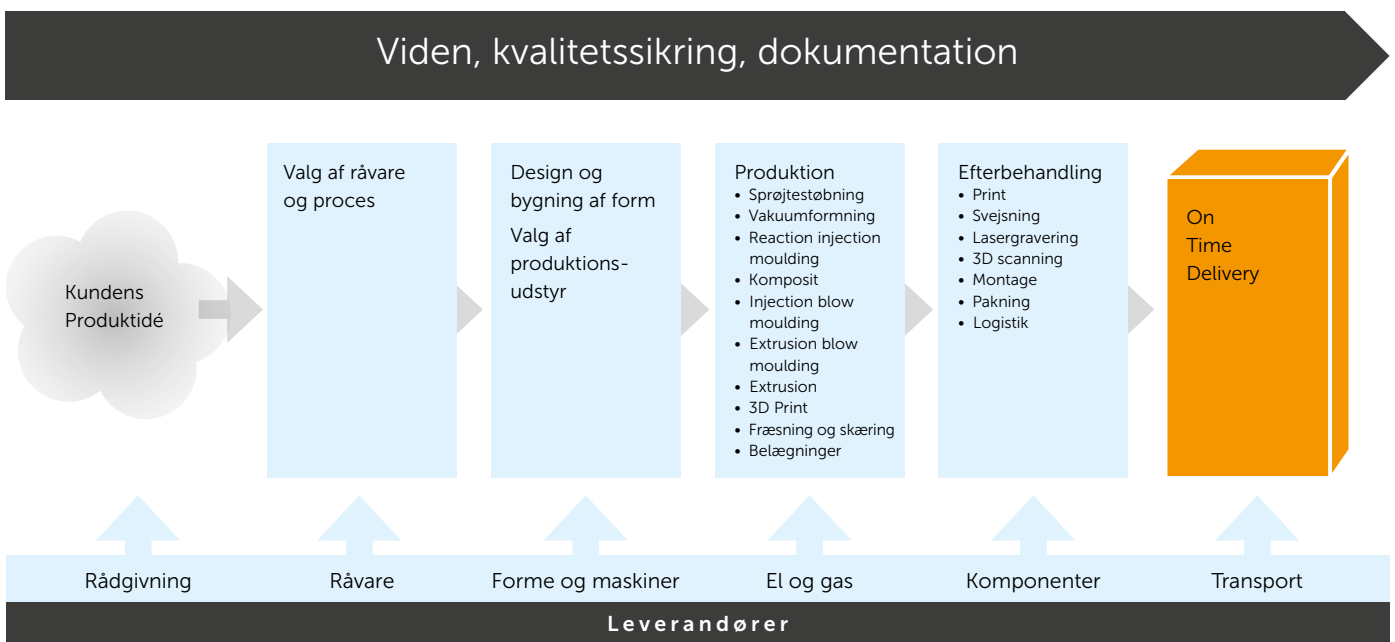 Viden, kvalitetssikring, dokumentation
Kundens
Produktidé
Valg af råvare
og proces
Design og
bygning af form
Valg af
produktions-
udstyr
Produktion
• Sprøjtestøbning
• Vakuumformning
• Reaction injection
moulding
• Komposit
• Injection blow
moulding
• Extrusion blow
moulding
• Extrusion
• 3D Print
• Fræsning og skæring
• Belægninger
Efterbehandling
• Print
• Svejsning
• Lasergravering
• 3D scanning
• Montage
• Pakning
• Logistik
On
Time
Delivery
Rådgivning
Råvare
Forme og maskiner
El og gas
Komponenter
Transport
Leverandører